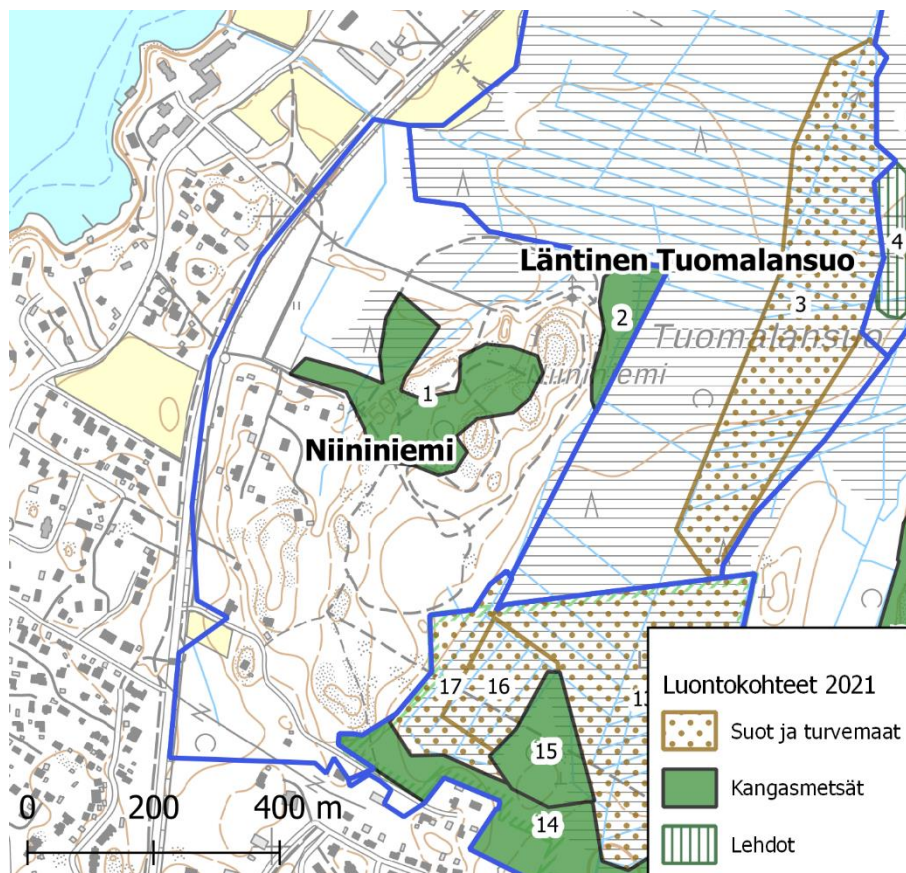 Läntinen Tuomalansuo
4
2
3
Tuomalansuo
Niininiemi
1
Niininiemi
17
16
15
14
Luontokohteet 2021
Suot ja turvemaat
Kangasmetsät
Lehdot
0 200 400 m